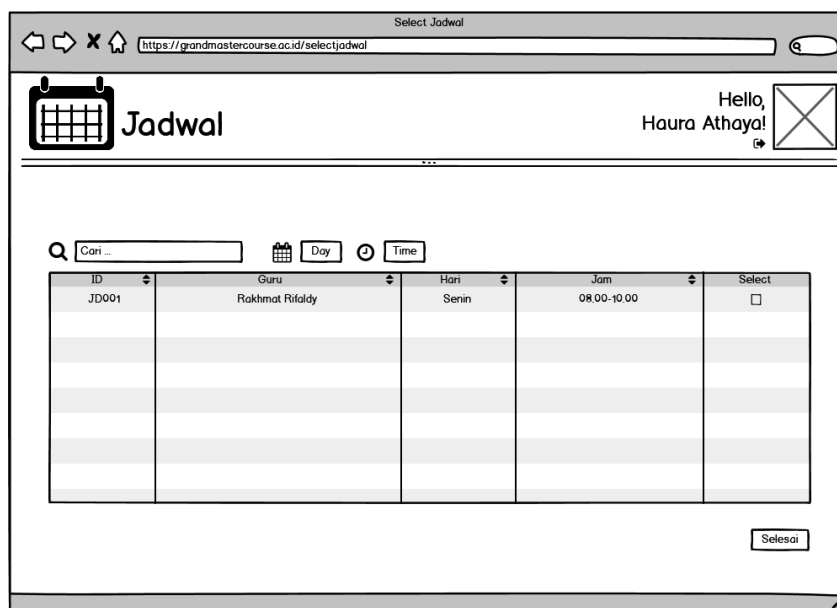 Select Jadwal
https://grandmastercourse.ac.id/selectjadwal
Jadwal
Hello,
Haura Athaya!
Cari ...
Day
Time
ID Guru Hari Jam Select
JD001 Rakhmat Rifaldy Senin 08.00-10.00
Selesai